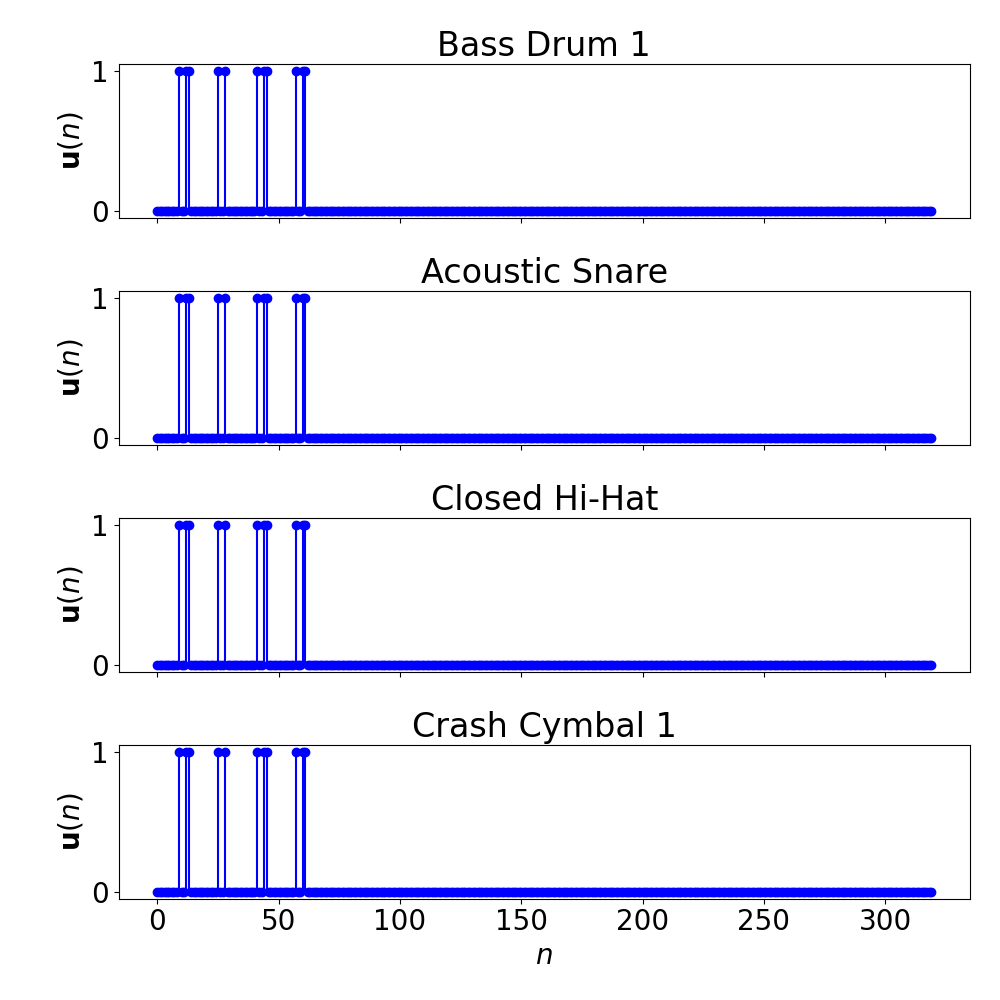 Bass Drum 1
1
u(n)
0
Acoustic Snare
1
u(n)
0
Closed Hi-Hat
1
u(n)
0
Crash Cymbal 1
1
u(n)
0
0 50 100 150 200 250 300
n